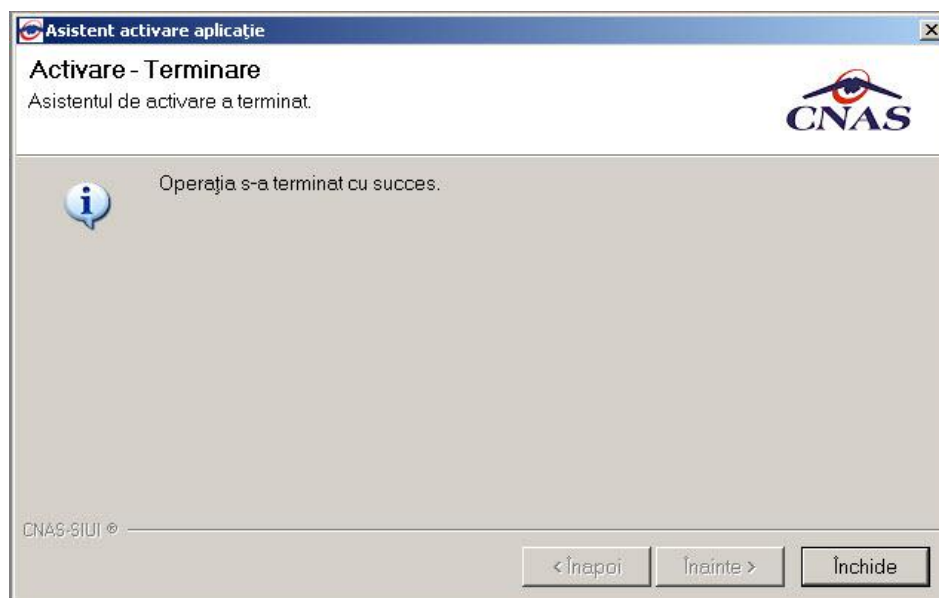 Asistent activare aplicaţie
Activare - Terminare
Asistentul de activare a terminat.
CNAS
Operaţia s-a terminat cu succes.
CNAS-SIUI ®
< Înapoi
Înainte >
Închide